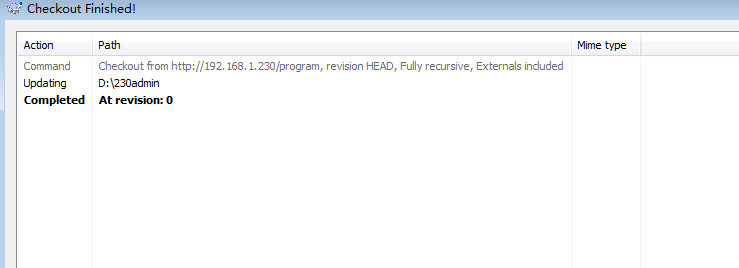 Checkout Finished!
Action Path Mime type
Command Checkout from http://192.168.1.230/program, revision HEAD, Fully recursive, Externals included
Updating D:\230admin
Completed At revision: 0